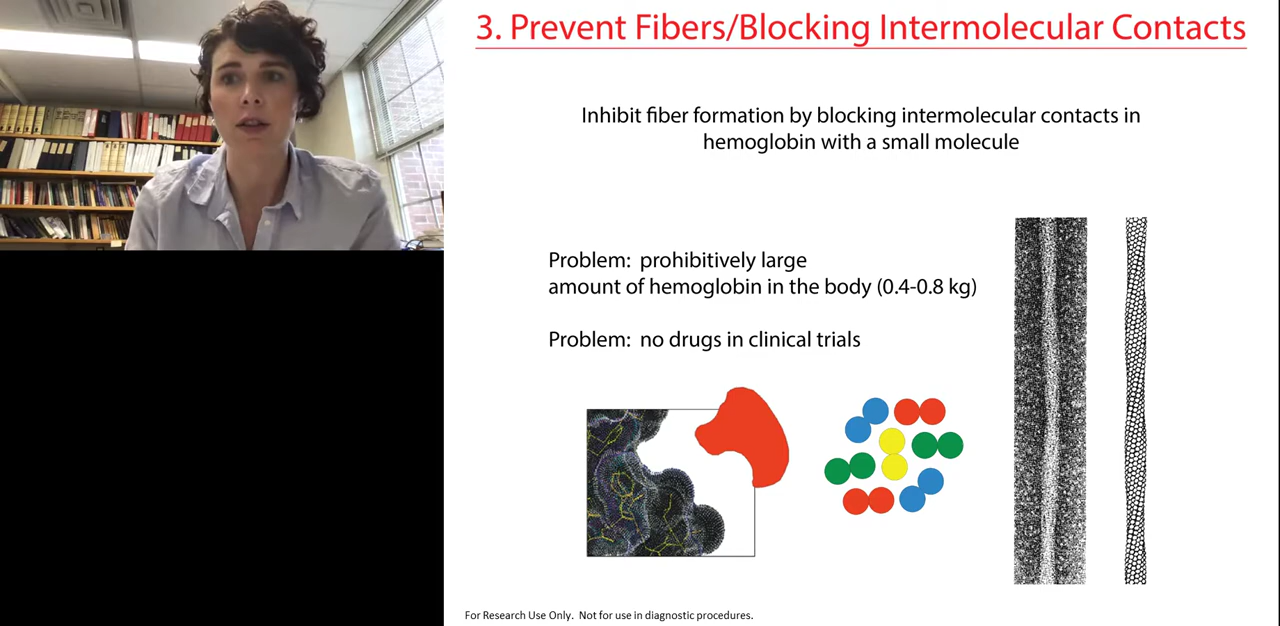 3. Prevent Fibers/Blocking Intermolecular Contacts
Inhibit fiber formation by blocking intermolecular contacts in
hemoglobin with a small molecule
Problem: prohibitively large
amount of hemoglobin in the body (0.4-0.8 kg)
Problem: no drugs in clinical trials
For Research Use Only. Not for use in diagnostic procedures.